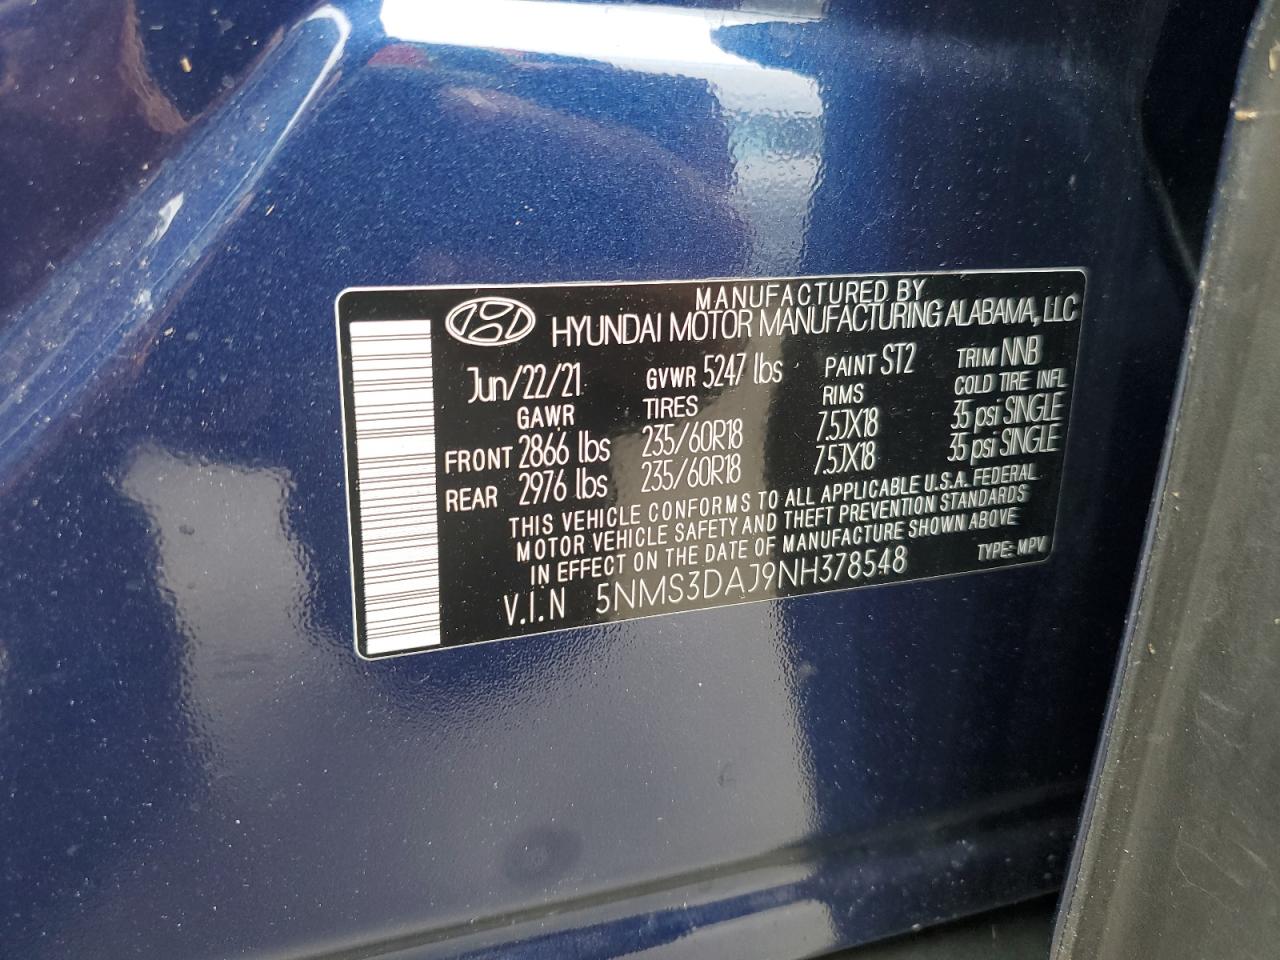 MANUFACTURED BY
HYUNDAI MOTOR MANUFACTURING ALABAMA, LLC
Jun/22/21 GVWR 5247 lbs PAINT ST2 TRIM NNB
GAWR TIRES RIMS COLD TIRE INFL
FRONT 2866 lbs 235/60R18 7.5JX18 35 psi SINGLE
REAR 2976 lbs 235/60R18 7.5JX18 35 psi SINGLE
THIS VEHICLE CONFORMS TO ALL APPLICABLE U.S.A. FEDERAL
MOTOR VEHICLE SAFETY AND THEFT PREVENTION STANDARDS
IN EFFECT ON THE DATE OF MANUFACTURE SHOWN ABOVE
V.I.N 5NMS3DAJ9NH378548 TYPE: MPV